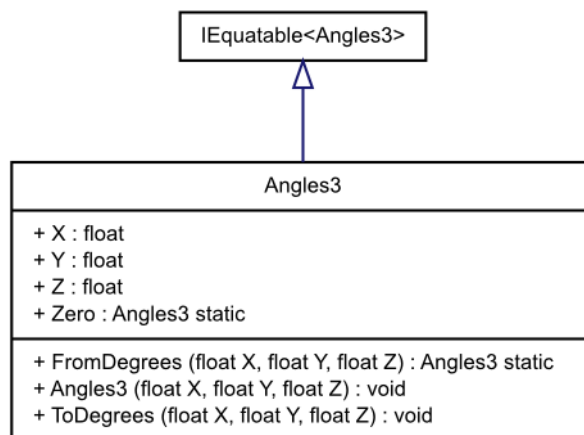 IEquatable<Angles3>
Angles3
+ X : float
+ Y : float
+ Z : float
+ Zero : Angles3 static
+ FromDegrees (float X, float Y, float Z) : Angles3 static
+ Angles3 (float X, float Y, float Z) : void
+ ToDegrees (float X, float Y, float Z) : void